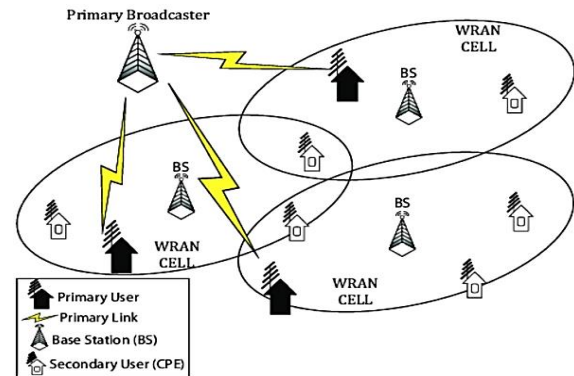 Primary Broadcaster
WRAN
CELL
BS
BS
BS
WRAN
CELL
WRAN
CELL
Primary User
Primary Link
Base Station (BS)
Secondary User (CPE)